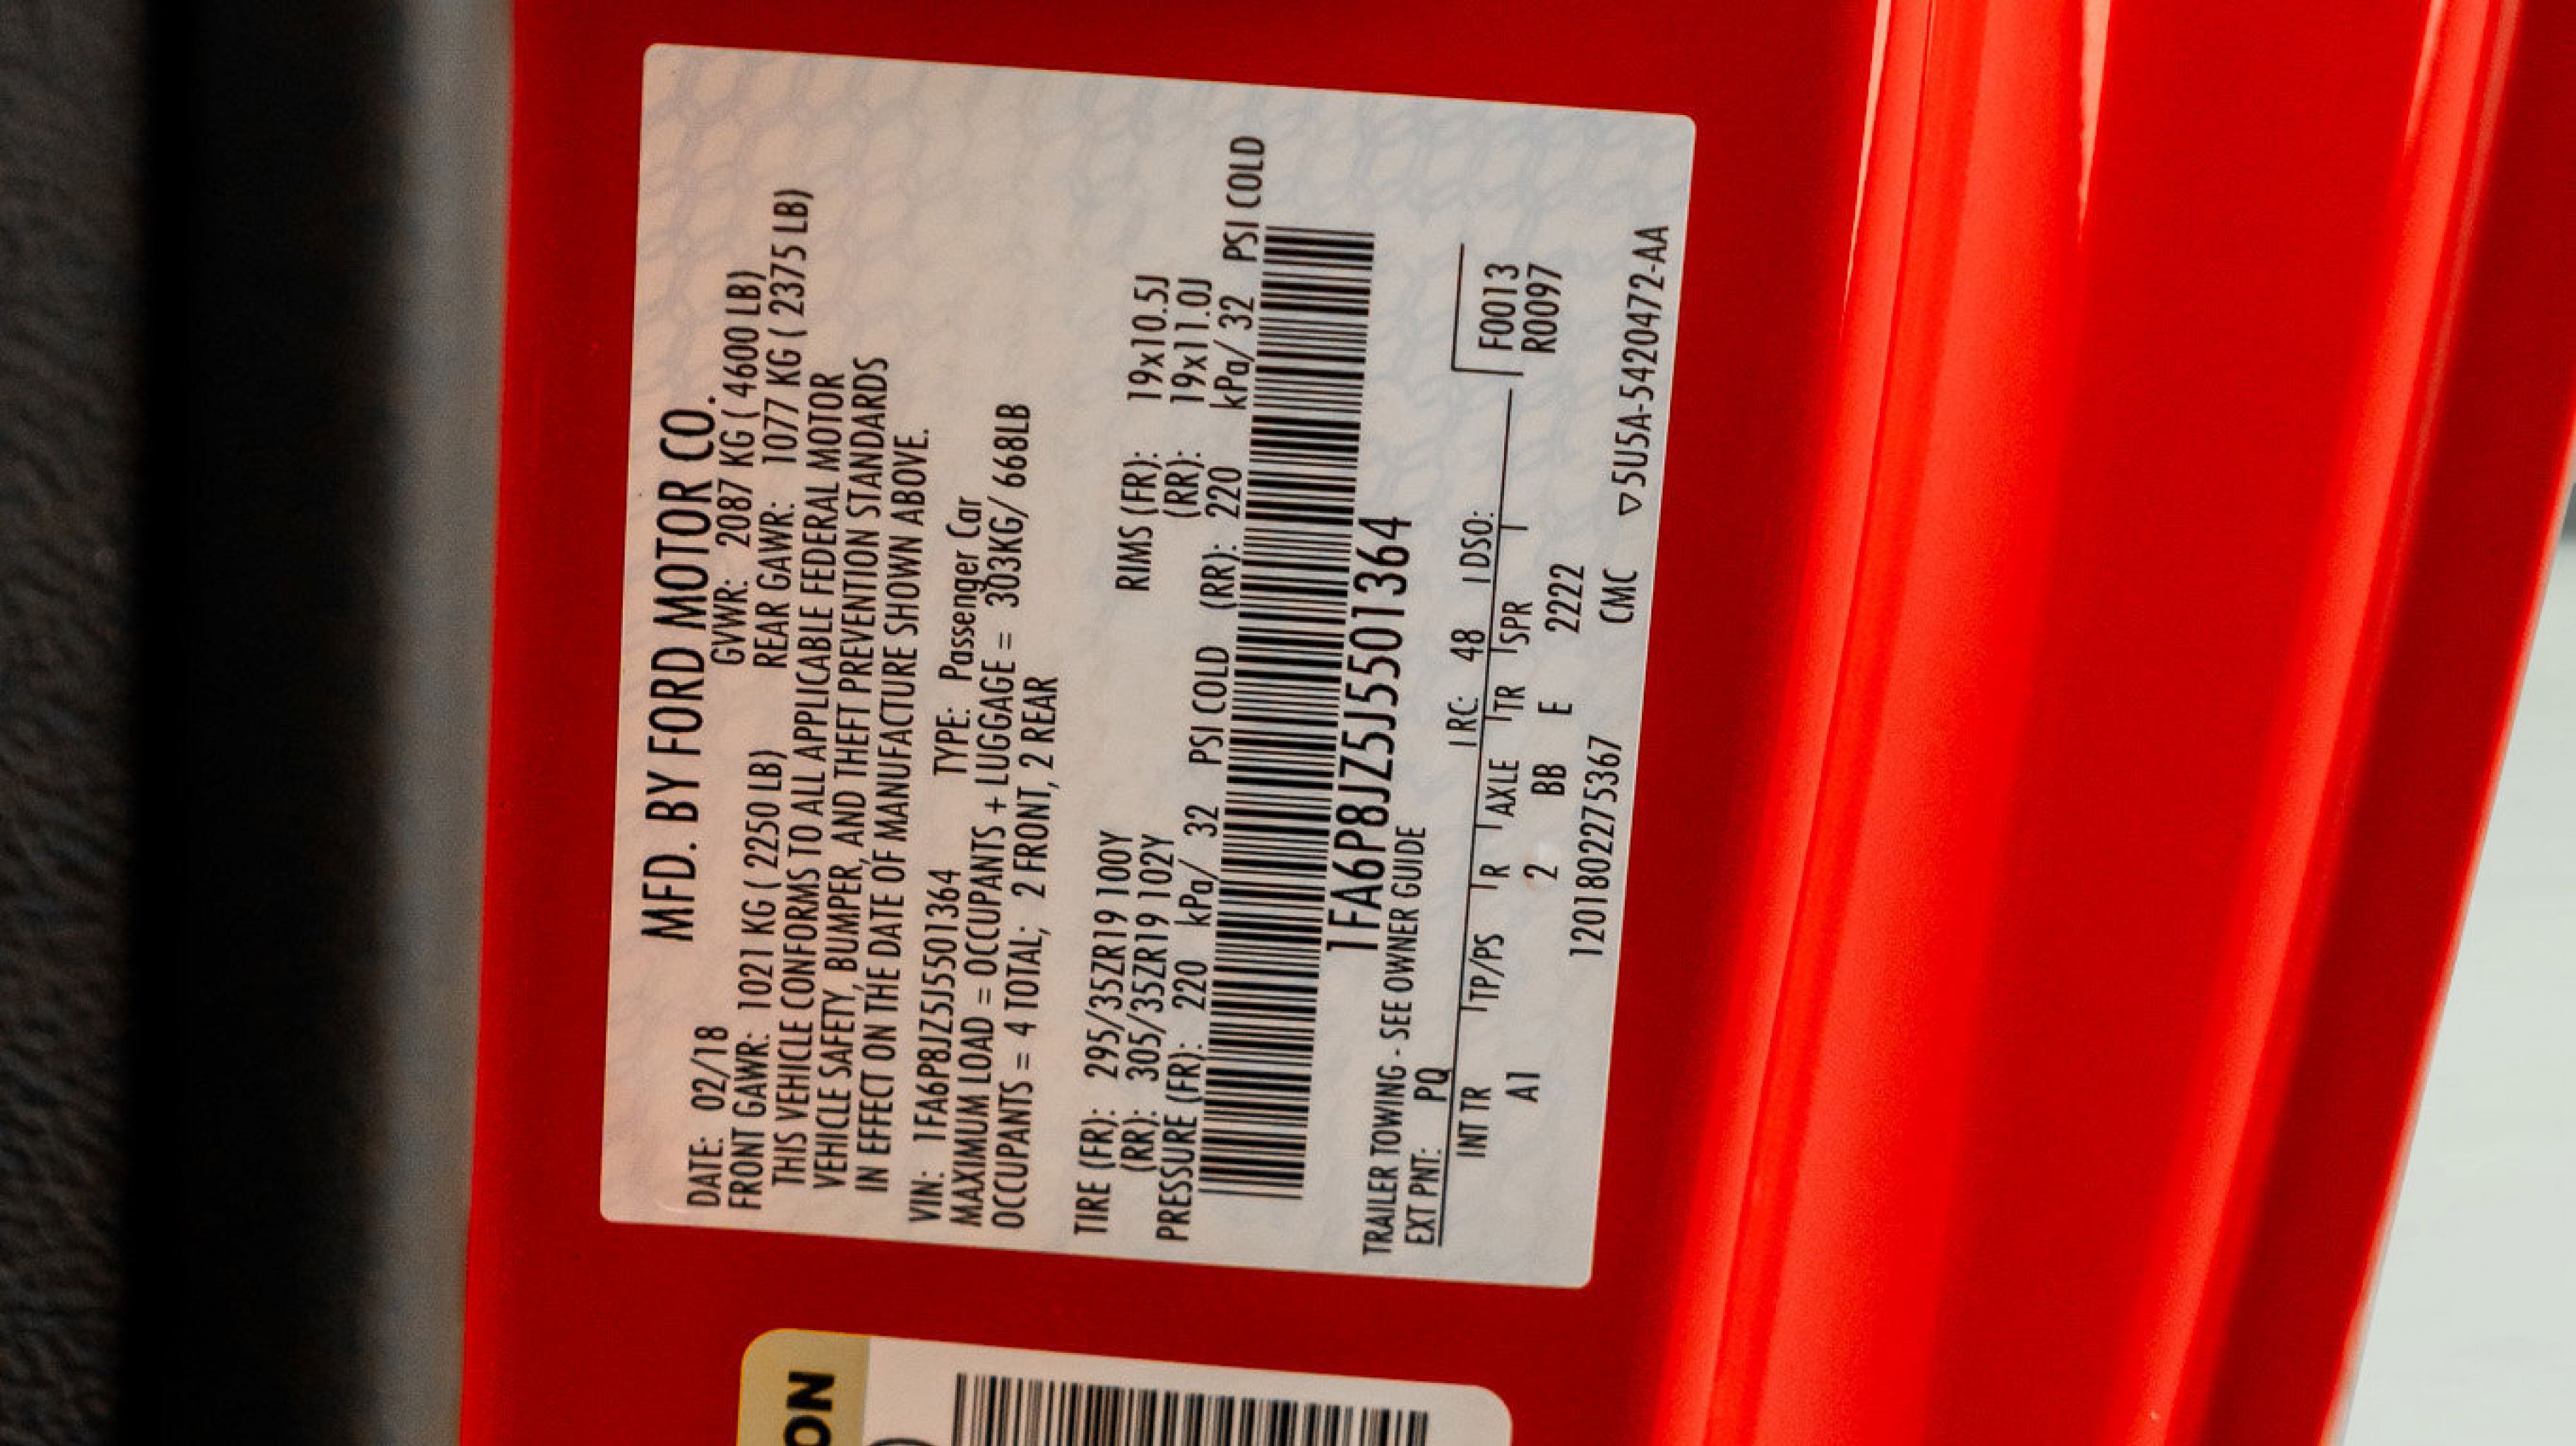 MFD. BY FORD MOTOR CO.
DATE: 02/18 GVWR: 2087 KG ( 4600 LB)
FRONT GAWR: 1021 KG ( 2250 LB) REAR GAWR: 1077 KG ( 2375 LB)
THIS VEHICLE CONFORMS TO ALL APPLICABLE FEDERAL MOTOR
VEHICLE SAFETY, BUMPER, AND THEFT PREVENTION STANDARDS
IN EFFECT ON THE DATE OF MANUFACTURE SHOWN ABOVE.
VIN: 1FA6P8JZ5J5501364 TYPE: Passenger Car
MAXIMUM LOAD = OCCUPANTS + LUGGAGE = 303KG/ 668LB
OCCUPANTS = 4 TOTAL; 2 FRONT, 2 REAR
TIRE (FR): 295/35ZR19 100Y RIMS (FR): 19x10.5J
(RR): 305/35ZR19 102Y (RR): 19x11.0J
PRESSURE (FR): 220 kPa/ 32 PSI COLD (RR): 220 kPa/ 32 PSI COLD
1FA6P8JZ5J5501364
TRAILER TOWING - SEE OWNER GUIDE
EXT PNT: PQ RC: 48 DSO:
INT TR TP/PS R AXLE TR SPR F0013
A1 2 BB E 2222 R0097
1201802275367 CMC ▽5U5A-5420472-AA
ON